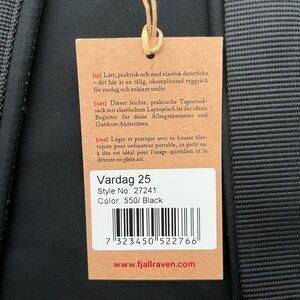 (SE) Lätt, praktisk och med elastisk datorficka
– det här är en tålig, okomplicerad ryggsäck
för vardag och enklare uteliv.
(GER) Dieser leichte, praktische Tagesruck-
sack mit elastischem Laptopfach ist der ideale
Begleiter für deine Alltagsabenteuer und
Outdoor-Aktivitäten.
(FRA) Léger et pratique avec sa housse élas-
tique pour ordinateur portable, ce petit sac
à dos est idéal pour l'usage quotidien et la
détente en plein air.
Vardag 25
Style No: 27241
Color: 550/ Black
7 323450 522766
www.fjallraven.com